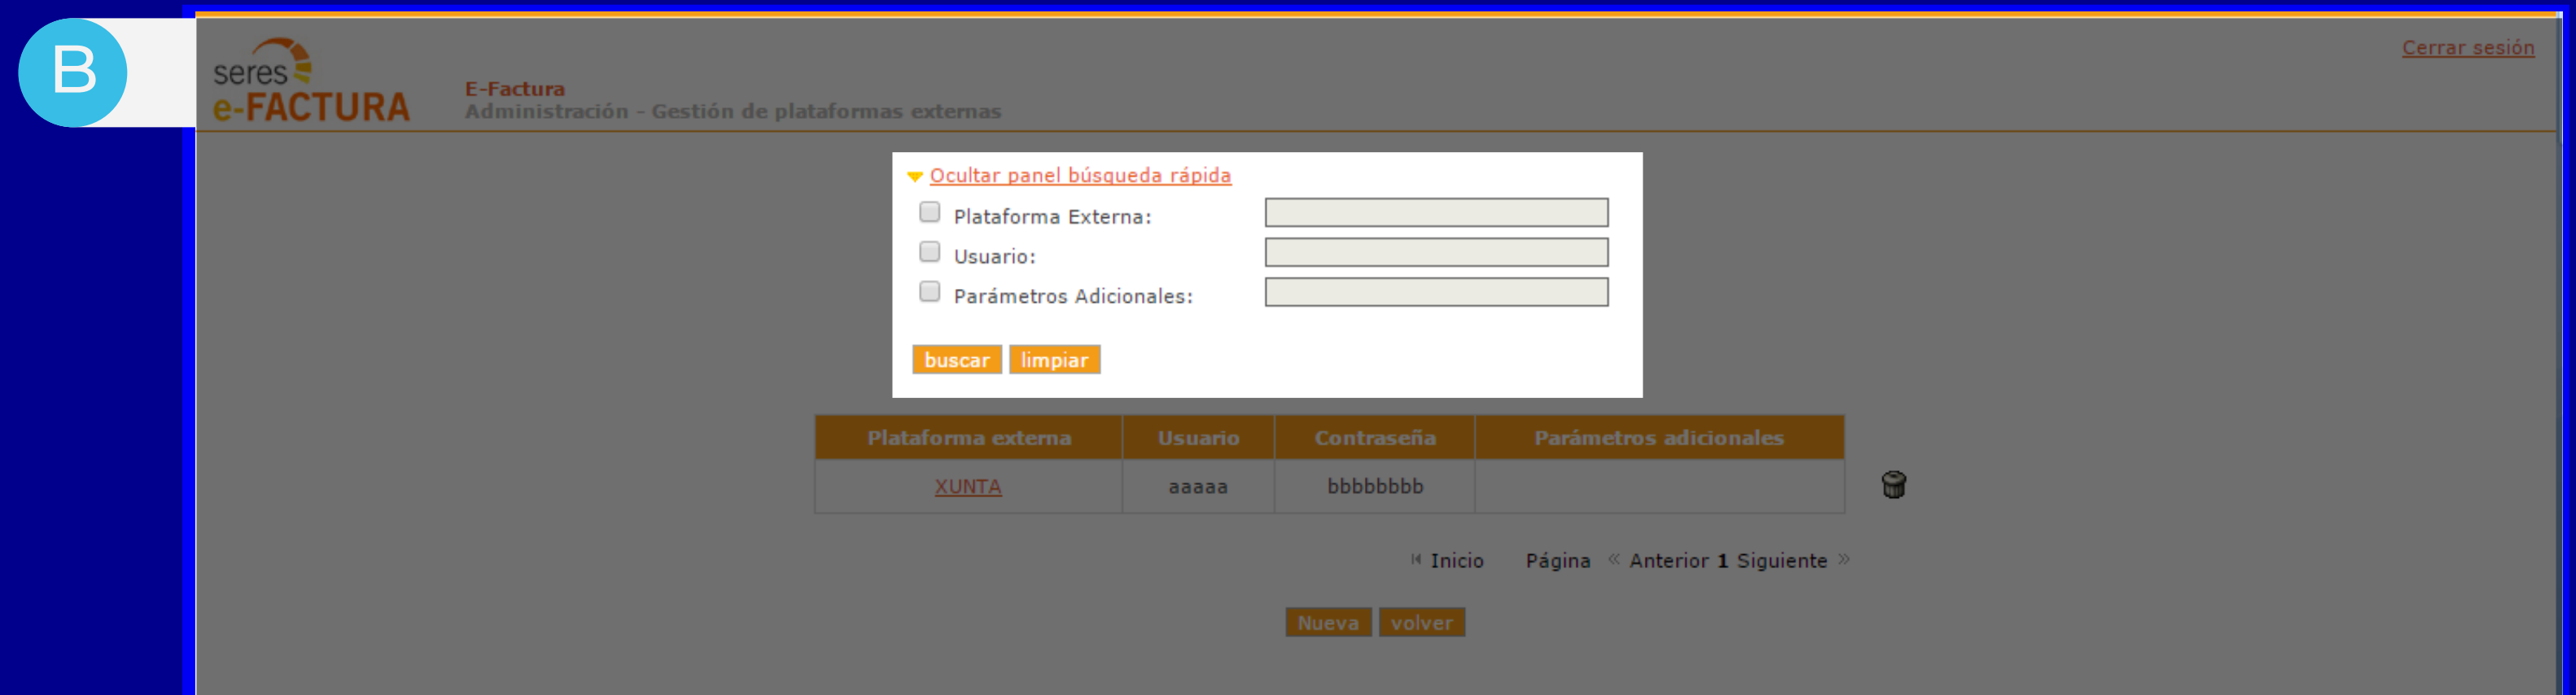 B
seres
e-FACTURA
E-Factura
Administración - Gestión de plataformas externas
Cerrar sesión
Ocultar panel búsqueda rápida
Plataforma Externa:
Usuario:
Parámetros Adicionales:
buscar limpiar
Plataforma externa Usuario Contraseña Parámetros adicionales
XUNTA aaaaa bbbbbbbb
Inicio Página « Anterior 1 Siguiente »
Nueva volver